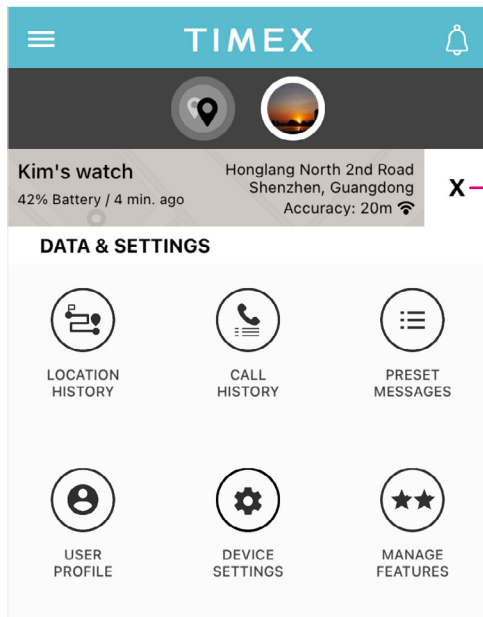 TIMEX
Kim's watch
42% Battery / 4 min. ago
Honglang North 2nd Road
Shenzhen, Guangdong
Accuracy: 20m
X
DATA & SETTINGS
LOCATION
HISTORY
CALL
HISTORY
PRESET
MESSAGES
USER
PROFILE
DEVICE
SETTINGS
MANAGE
FEATURES